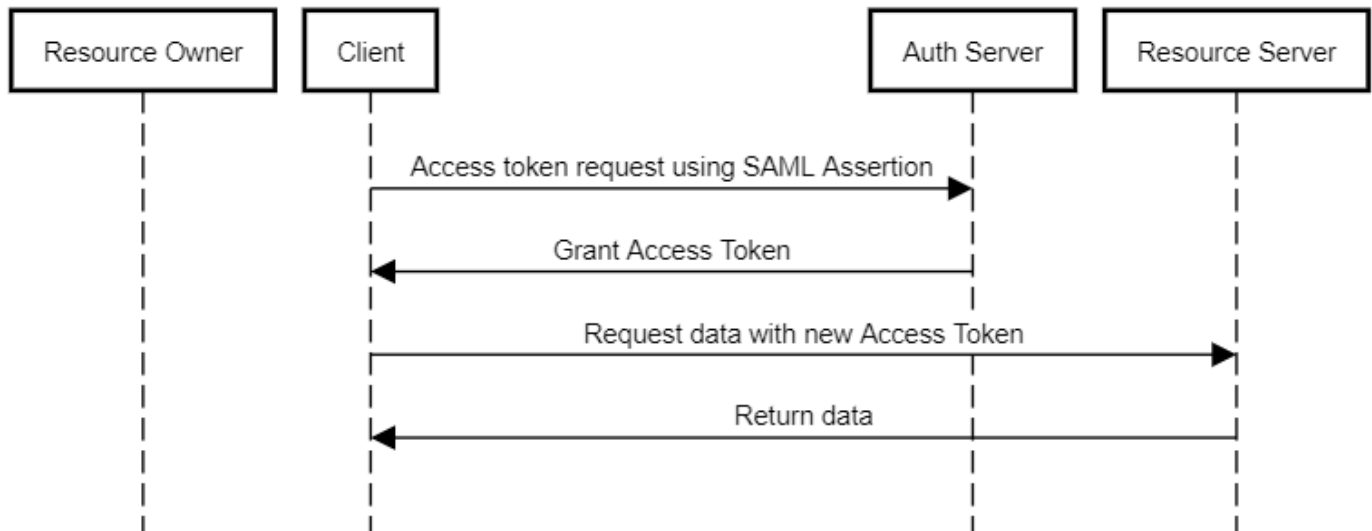 Resource Owner
Client
Auth Server
Resource Server
Access token request using SAML Assertion
Grant Access Token
Request data with new Access Token
Return data